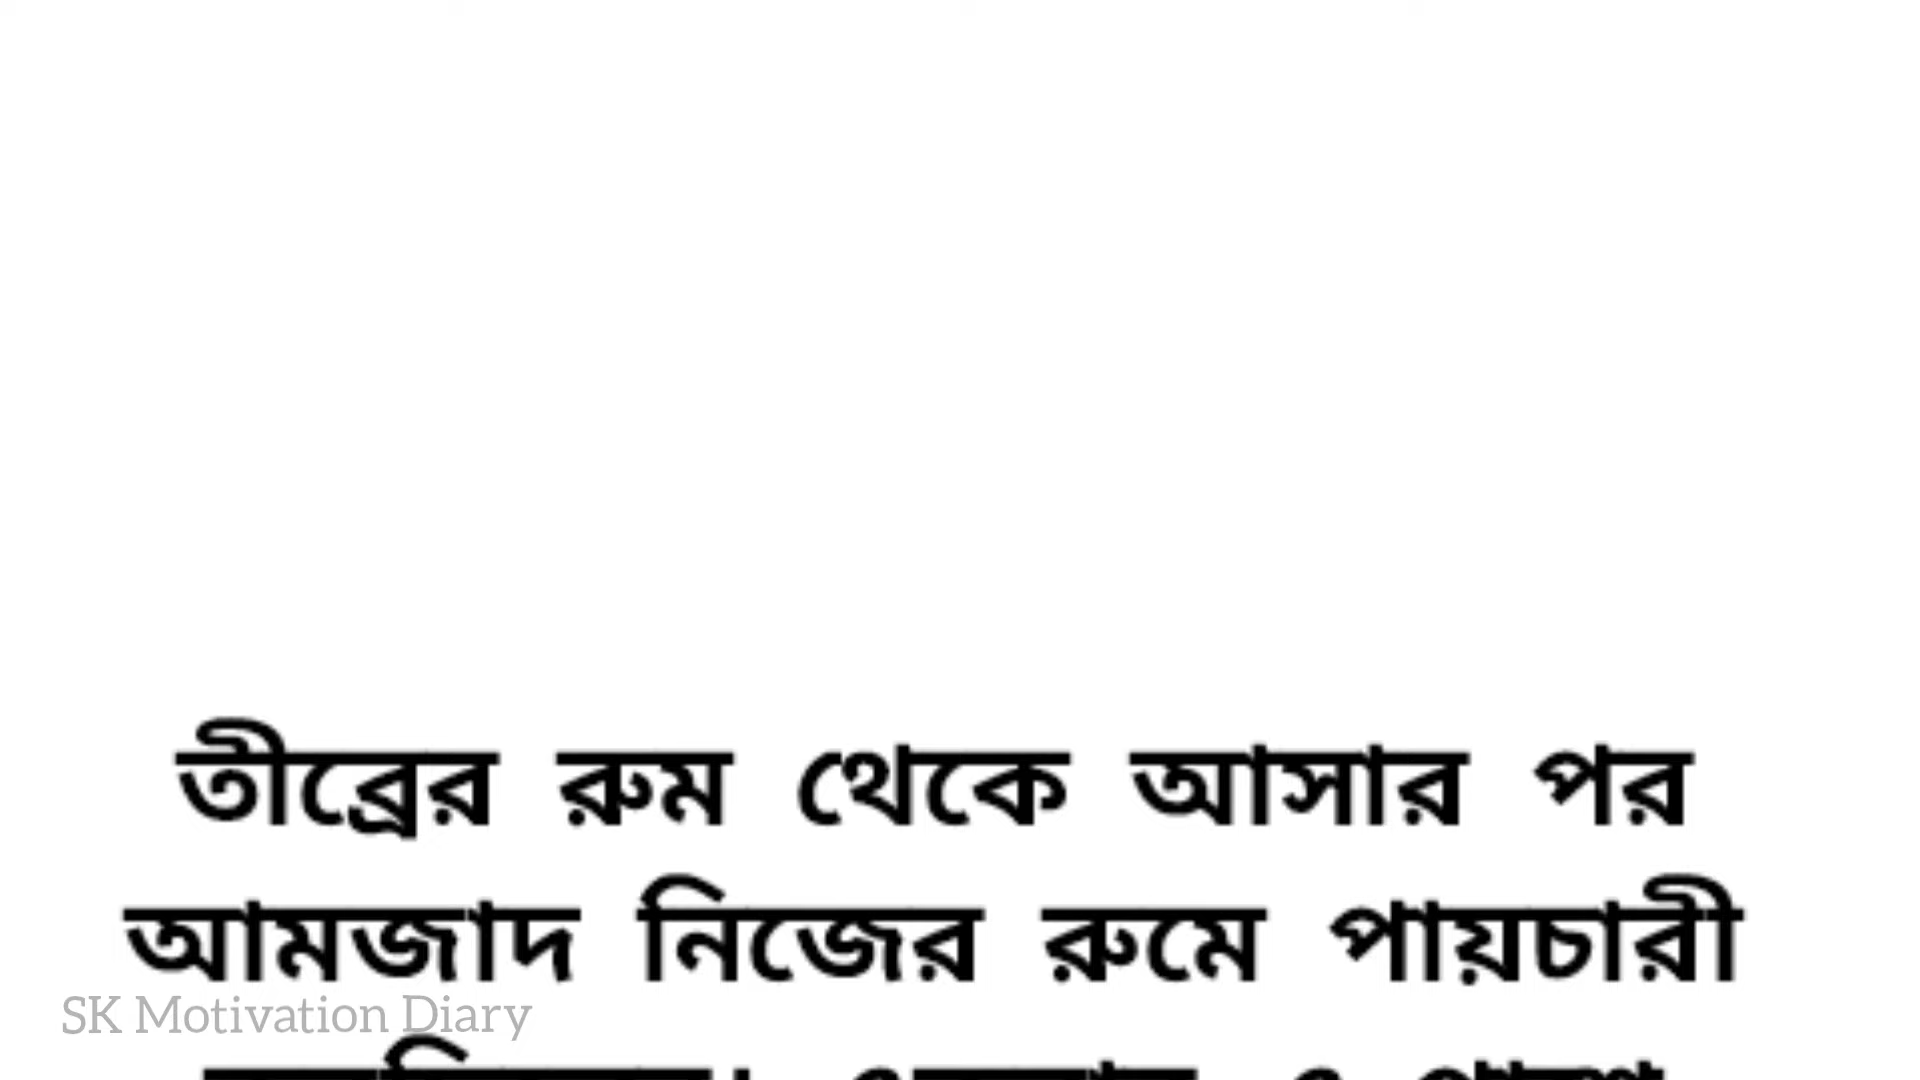 তীব্রের রুম থেকে আসার পর
আমজাদ নিজের রুমে পায়চারী
SK Motivation Diary